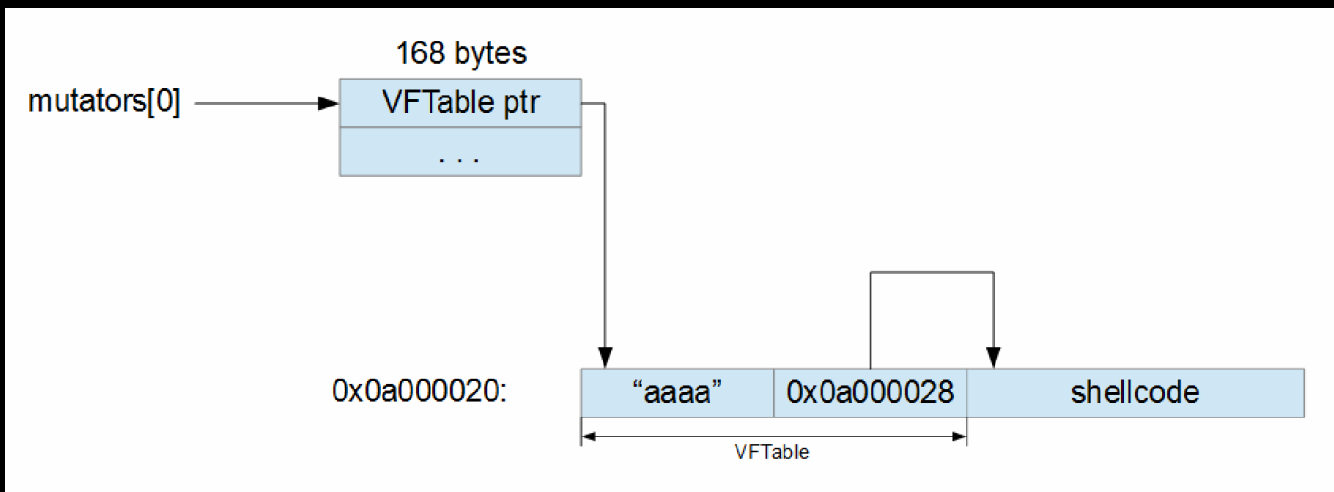 168 bytes
mutators[0]
VFTable ptr
. . .
0x0a000020:
“aaaa”
0x0a000028
shellcode
VFTable